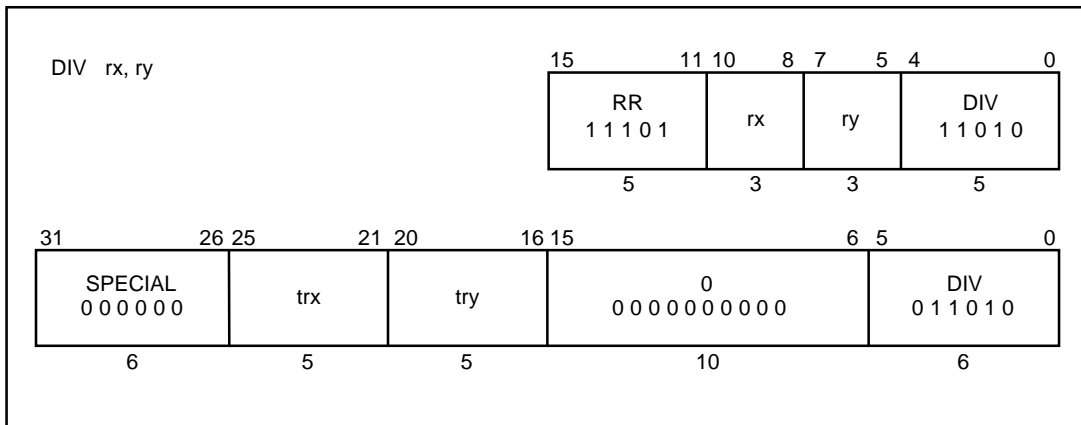 DIV rx, ry
15 11 10 8 7 5 4 0
RR rx ry DIV
1 1 1 0 1 1 1 0 1 0
5 3 3 5
31 26 25 21 20 16 15 6 5 0
SPECIAL trx try 0 DIV
0 0 0 0 0 0 0 0 0 0 0 0 0 0 0 0 0 1 1 0 1 0
6 5 5 10 6